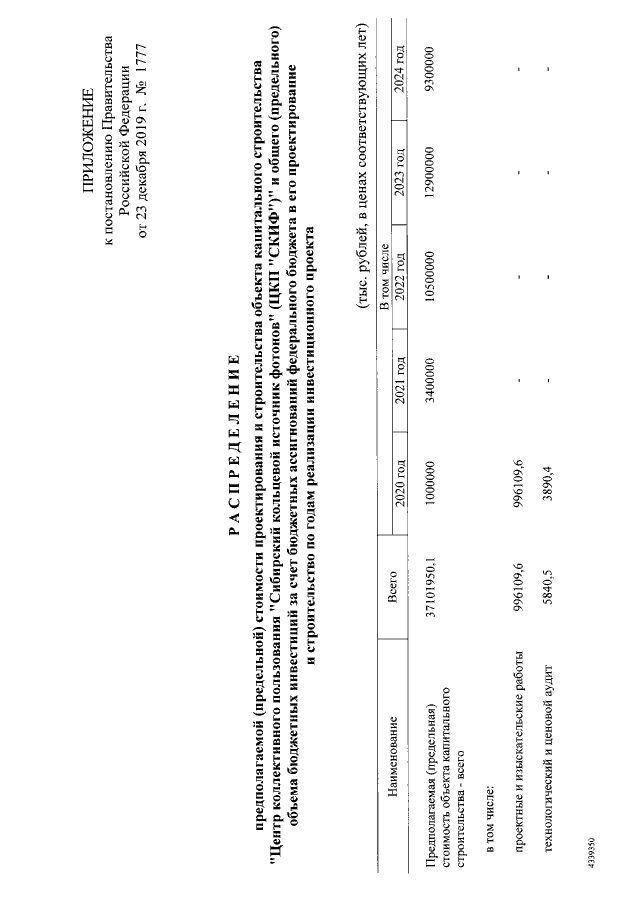 ПРИЛОЖЕНИЕ
к постановлению Правительства
Российской Федерации
от 23 декабря 2019 г. № 1777
РАСПРЕДЕЛЕНИЕ
предполагаемой (предельной) стоимости проектирования и строительства объекта капитального строительства
"Центр коллективного пользования "Сибирский кольцевой источник фотонов" (ЦКП "СКИФ")" и общего (предельного)
объема бюджетных инвестиций за счет бюджетных ассигнований федерального бюджета в его проектирование
и строительство по годам реализации инвестиционного проекта
(тыс. рублей, в ценах соответствующих лет)
Наименование Всего В том числе
2020 год 2021 год 2022 год 2023 год 2024 год
Предполагаемая (предельная) 37101950,1 1000000 3400000 10500000 12900000 9300000
стоимость объекта капитального
строительства - всего
в том числе:
проектные и изыскательские работы 996109,6 996109,6 - - - -
технологический и ценовой аудит 5840,5 3890,4 - - - -
4339350